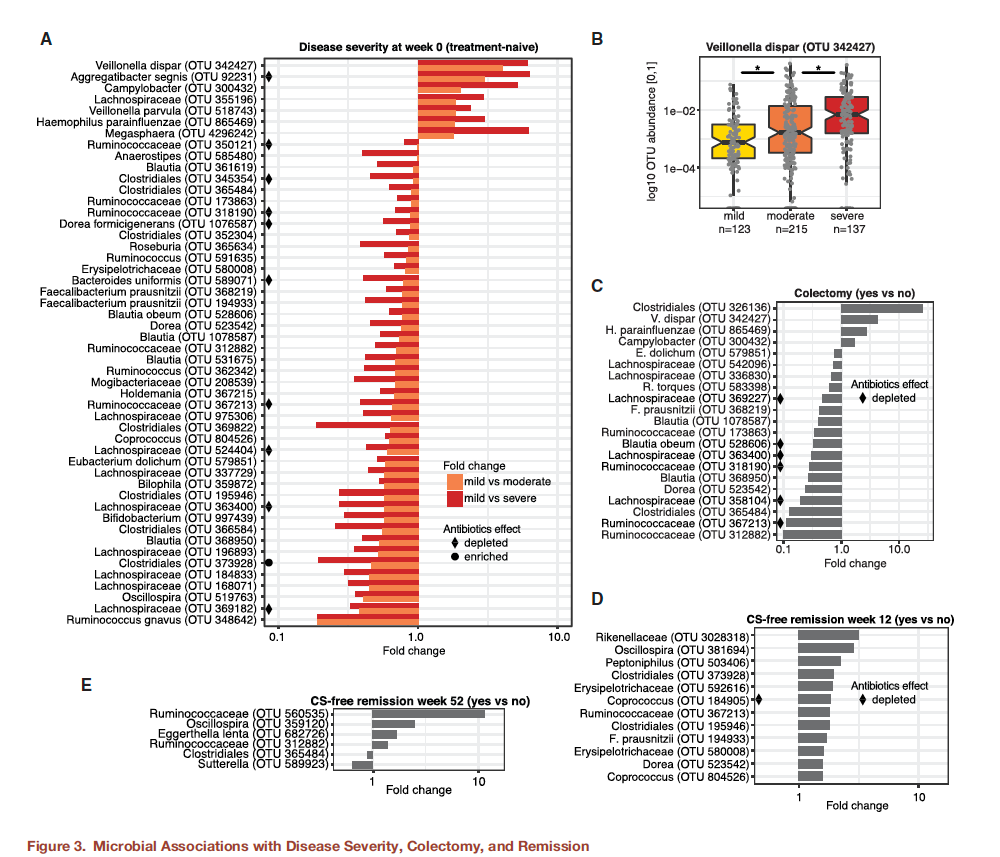 A
Disease severity at week 0 (treatment-naive)
Veillonella dispar (OTU 342427)
Aggregatibacter segnis (OTU 92231)
Campylobacter (OTU 300432)
Lachnospiraceae (OTU 355196)
Veillonella parvula (OTU 518743)
Haemophilus parainfluenzae (OTU 865469)
Megasphaera (OTU 4296242)
Ruminococcaceae (OTU 350121)
Anaerostipes (OTU 585480)
Blautia (OTU 361619)
Clostridiales (OTU 345354)
Clostridiales (OTU 365484)
Ruminococcaceae (OTU 173863)
Ruminococcaceae (OTU 318190)
Dorea formicigenerans (OTU 1076587)
Clostridiales (OTU 352304)
Roseburia (OTU 365634)
Ruminococcus (OTU 591635)
Erysipelotrichaceae (OTU 580008)
Bacteroides uniformis (OTU 589071)
Faecalibacterium prausnitzii (OTU 368219)
Faecalibacterium prausnitzii (OTU 194933)
Blautia obeum (OTU 528606)
Dorea (OTU 523542)
Blautia (OTU 1078587)
Ruminococcaceae (OTU 312882)
Blautia (OTU 531675)
Ruminococcus (OTU 362342)
Mogibacteriaceae (OTU 208539)
Holdemania (OTU 367215)
Ruminococcaceae (OTU 367213)
Lachnospiraceae (OTU 975306)
Clostridiales (OTU 369822)
Coprococcus (OTU 804526)
Lachnospiraceae (OTU 524404)
Eubacterium dolichum (OTU 579851)
Lachnospiraceae (OTU 337729)
Bilophila (OTU 359872)
Clostridiales (OTU 195946)
Lachnospiraceae (OTU 363400)
Bifidobacterium (OTU 997439)
Clostridiales (OTU 366584)
Blautia (OTU 368950)
Lachnospiraceae (OTU 196893)
Clostridiales (OTU 373928)
Lachnospiraceae (OTU 184833)
Lachnospiraceae (OTU 168071)
Oscillospira (OTU 519763)
Lachnospiraceae (OTU 369182)
Ruminococcus gnavus (OTU 348642)
Fold change
mild vs moderate
mild vs severe
Antibiotics effect
depleted
enriched
0.1 1.0 10.0
Fold change
B
Veillonella dispar (OTU 342427)
log10 OTU abundance [0,1]
1e−02
1e−04
* *
mild moderate severe
n=123 n=215 n=137
C
Colectomy (yes vs no)
Clostridiales (OTU 326136)
V. dispar (OTU 342427)
H. parainfluenzae (OTU 865469)
Campylobacter (OTU 300432)
E. dolichum (OTU 579851)
Lachnospiraceae (OTU 542096)
Lachnospiraceae (OTU 336830)
R. torques (OTU 583398)
Lachnospiraceae (OTU 369227)
F. prausnitzii (OTU 368219)
Blautia (OTU 1078587)
Ruminococcaceae (OTU 173863)
Blautia obeum (OTU 528606)
Lachnospiraceae (OTU 363400)
Ruminococcaceae (OTU 318190)
Blautia (OTU 368950)
Dorea (OTU 523542)
Lachnospiraceae (OTU 358104)
Clostridiales (OTU 365484)
Ruminococcaceae (OTU 367213)
Ruminococcaceae (OTU 312882)
Antibiotics effect
depleted
0.1 1.0 10.0
Fold change
D
CS-free remission week 12 (yes vs no)
Rikenellaceae (OTU 3028318)
Oscillospira (OTU 381694)
Peptoniphilus (OTU 503406)
Clostridiales (OTU 373928)
Erysipelotrichaceae (OTU 592616)
Coprococcus (OTU 184905)
Ruminococcaceae (OTU 367213)
Clostridiales (OTU 195946)
F. prausnitzii (OTU 194933)
Erysipelotrichaceae (OTU 580008)
Dorea (OTU 523542)
Coprococcus (OTU 804526)
Antibiotics effect
depleted
1 10
Fold change
E
CS-free remission week 52 (yes vs no)
Ruminococcaceae (OTU 560535)
Oscillospira (OTU 359120)
Eggerthella lenta (OTU 682726)
Ruminococcaceae (OTU 312882)
Clostridiales (OTU 365484)
Sutterella (OTU 589923)
1 10
Fold change
Figure 3. Microbial Associations with Disease Severity, Colectomy, and Remission